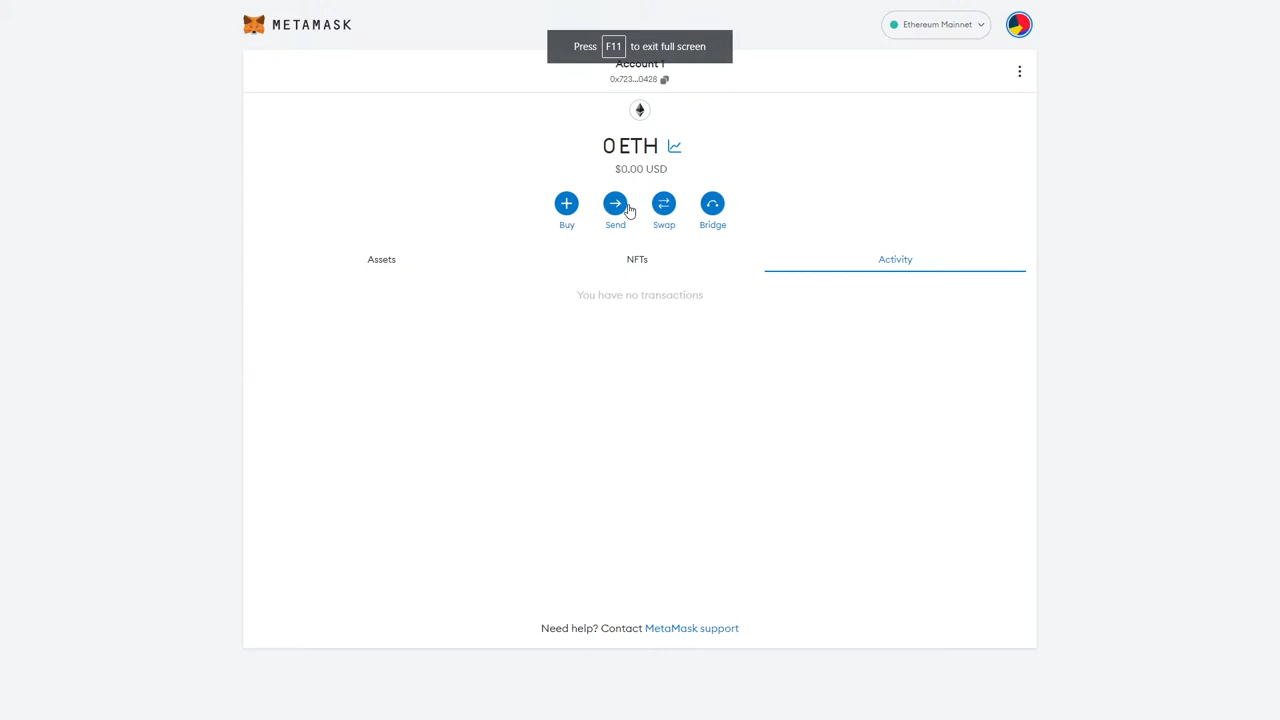 METAMASK
Ethereum Mainnet
Press F11 to exit full screen
Account 1
0x723...0428
0 ETH
$0.00 USD
Buy
Send
Swap
Bridge
Assets
NFTs
Activity
You have no transactions
Need help? Contact MetaMask support